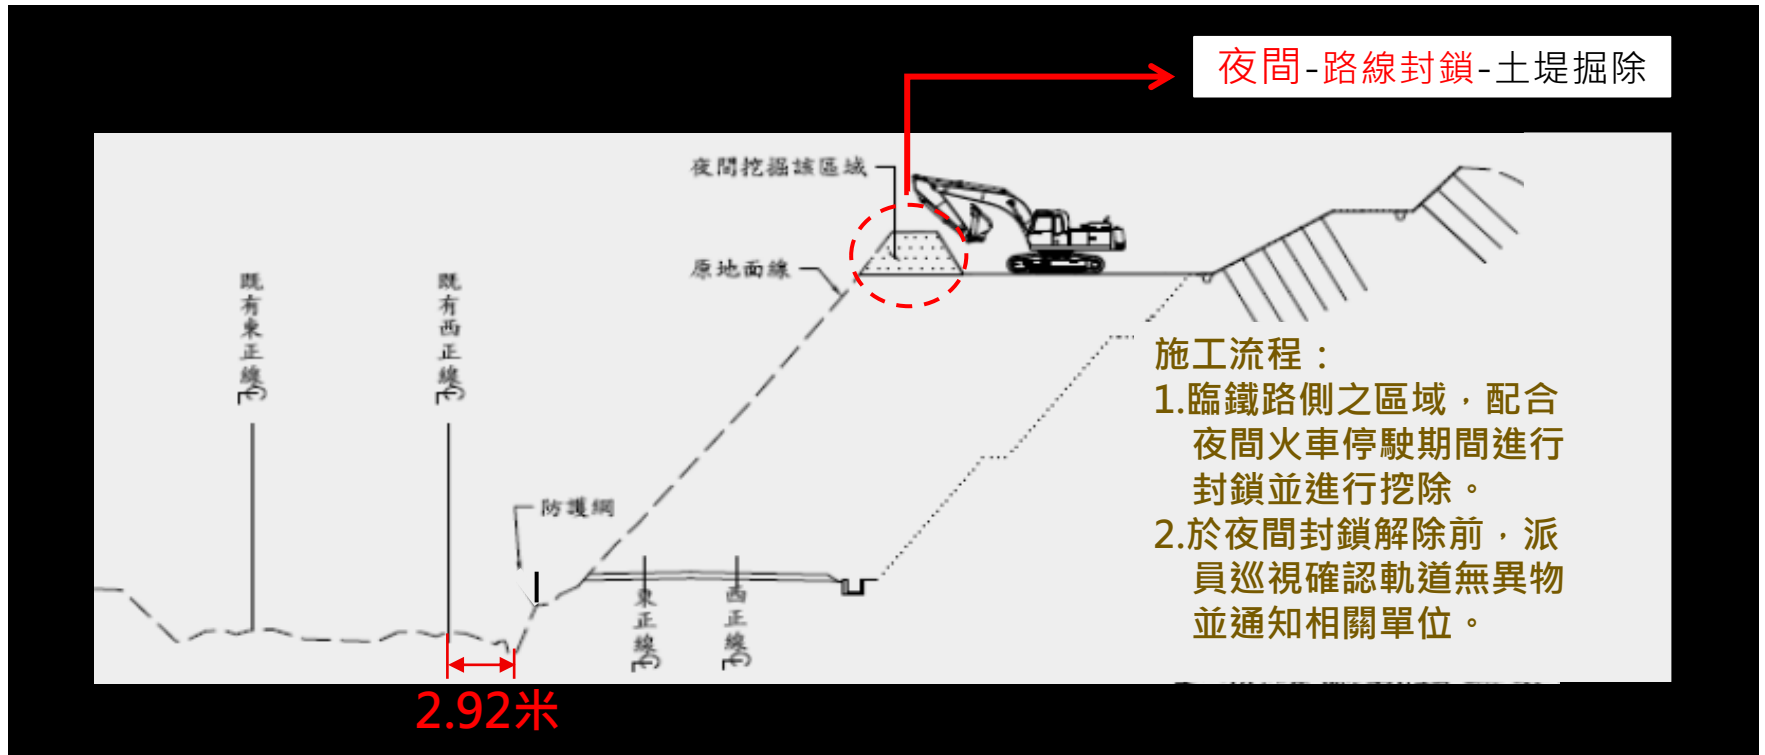 夜間-路線封鎖-土堤掘除
夜間挖掘該區域
原地面線
既有東正線
既有西正線
防護網
東正線
西正線
2.92米
施工流程：
1.臨鐵路側之區域，配合
夜間火車停駛期間進行
封鎖並進行挖除。
2.於夜間封鎖解除前，派
員巡視確認軌道無異物
並通知相關單位。